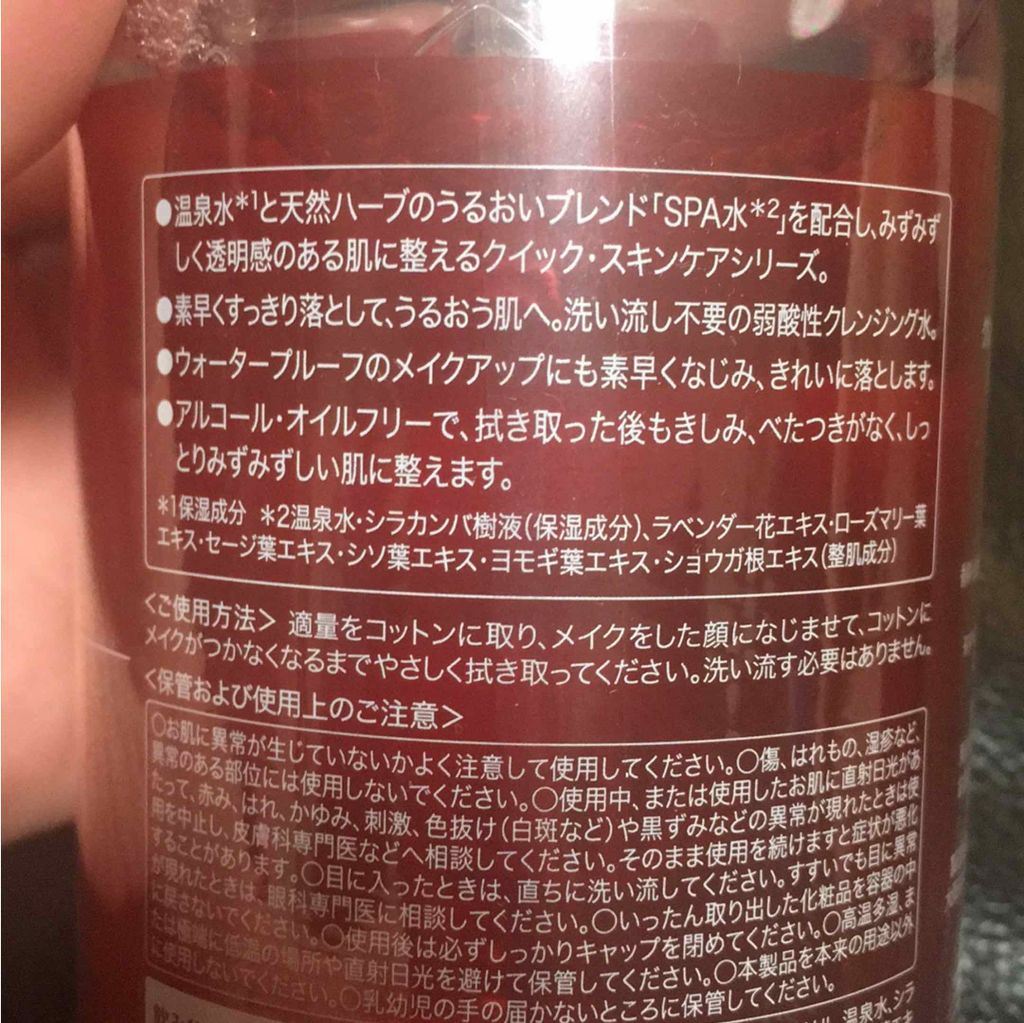 ●温泉水*1と天然ハーブのうるおいブレンド「SPA水*2」を配合し、みずみず
しく透明感のある肌に整えるクイック・スキンケアシリーズ。
●素早くすっきり落として、うるおう肌へ。洗い流し不要の弱酸性クレンジング水。
●ウォータープルーフのメイクアップにも素早くなじみ、きれいに落とします。
●アルコール・オイルフリーで、拭き取った後もきしみ、べたつきがなく、しっ
とりみずみずしい肌に整えます。
*1保湿成分 *2温泉水・シラカンバ樹液(保湿成分)、ラベンダー花エキス・ローズマリー葉
エキス・セージ葉エキス・シソ葉エキス・ヨモギ葉エキス・ショウガ根エキス(整肌成分)
<ご使用方法> 適量をコットンに取り、メイクをした顔になじませて、コットンに
メイクがつかなくなるまでやさしく拭き取ってください。洗い流す必要はありません。
<保管および使用上のご注意>
○お肌に異常が生じていないかよく注意して使用してください。○傷、はれもの、湿疹など、
異常のある部位には使用しないでください。○使用中、または使用したお肌に直射日光があ
たって、赤み、はれ、かゆみ、刺激、色抜け(白斑など)や黒ずみなどの異常が現れたときは使
用を中止し、皮膚科専門医などへ相談してください。そのまま使用を続けますと症状が悪化
することがあります。○目に入ったときは、直ちに洗い流してください。すすいでも目に異常
が現れたときは、眼科専門医に相談してください。○いったん取り出した化粧品を容器の中
に戻さないでください。○使用後は必ずしっかりキャップを閉めてください。○高温多湿、ま
た極端に低温の場所や直射日光を避けて保管してください。○本製品を本来の用途以外
に使用しないでください。○乳幼児の手の届かないところに保管してください。
温泉水、シラ